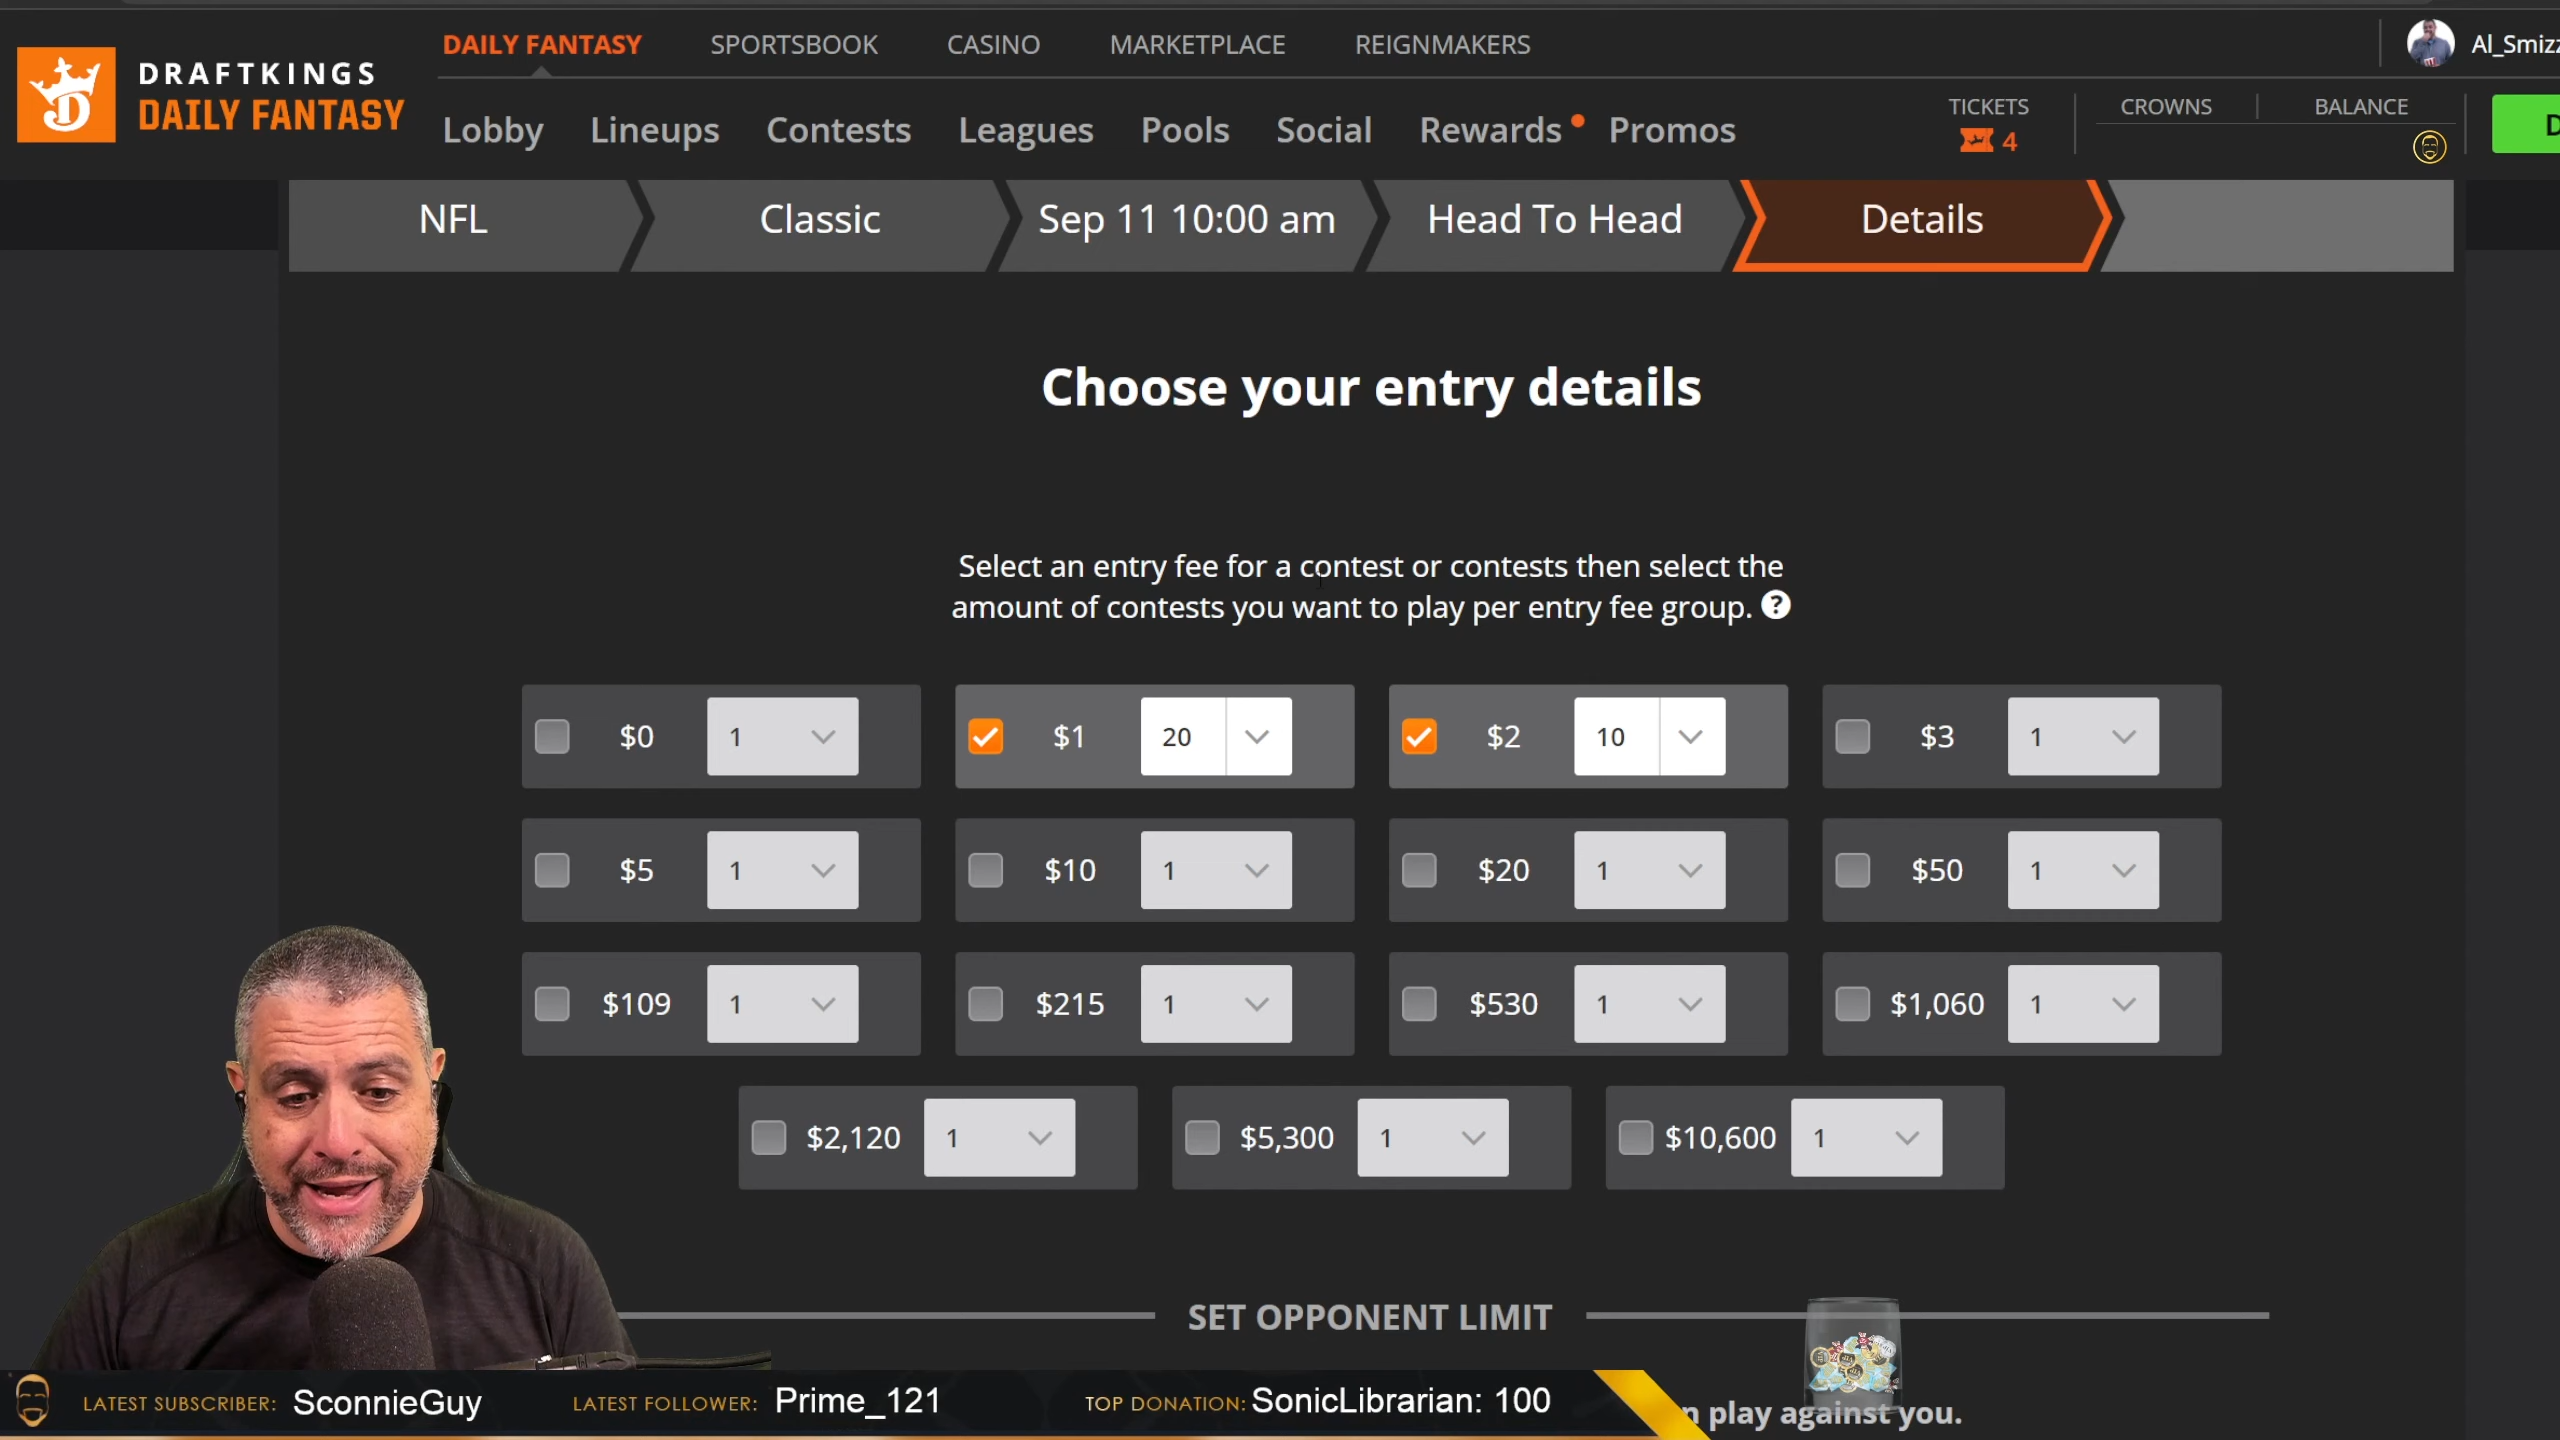 DAILY FANTASY SPORTSBOOK CASINO MARKETPLACE REIGNMAKERS
DRAFTKINGS
DAILY FANTASY
Lobby Lineups Contests Leagues Pools Social Rewards Promos
TICKETS
4
CROWNS
BALANCE
NFL Classic Sep 11 10:00 am Head To Head Details
Choose your entry details
Select an entry fee for a contest or contests then select the
amount of contests you want to play per entry fee group. ?
$0 1 $1 20 $2 10 $3 1
$5 1 $10 1 $20 1 $50 1
$109 1 $215 1 $530 1 $1,060 1
$2,120 1 $5,300 1 $10,600 1
SET OPPONENT LIMIT
n play against you.
LATEST SUBSCRIBER: SconnieGuy LATEST FOLLOWER: Prime_121 TOP DONATION: SonicLibrarian: 100